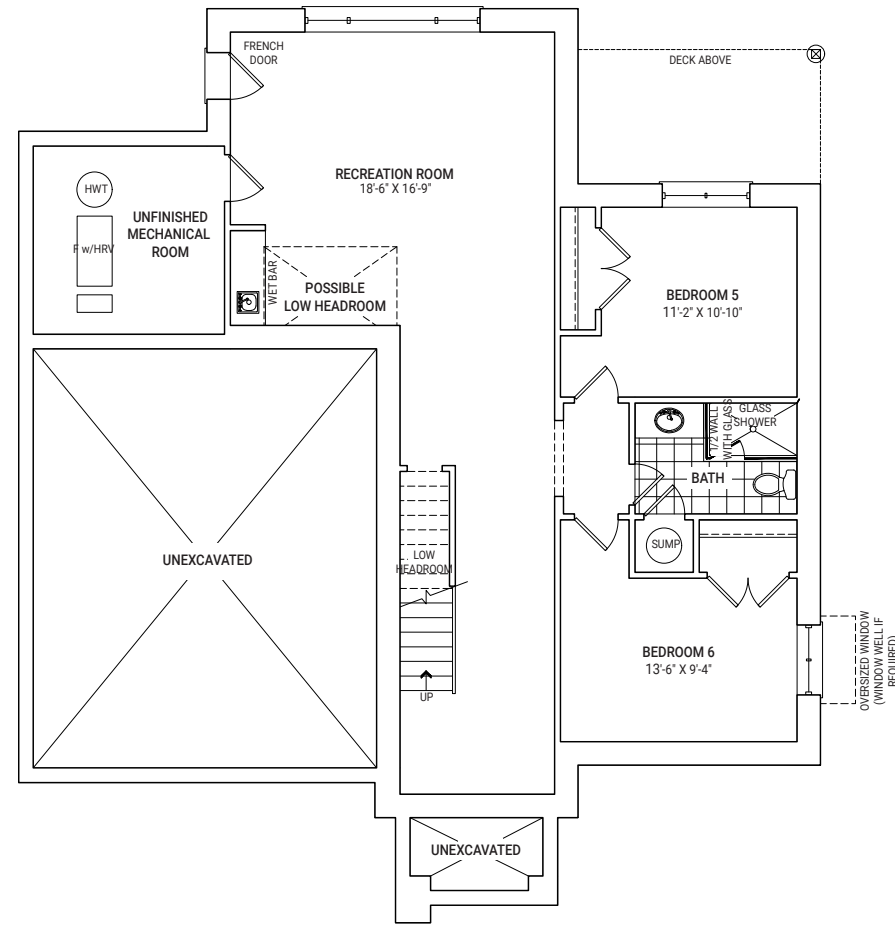 FRENCH
DOOR
DECK ABOVE
RECREATION ROOM
18'-6" X 16'-9"
HWT
UNFINISHED
MECHANICAL
ROOM
F w/HRV
WET BAR
POSSIBLE
LOW HEADROOM
BEDROOM 5
11'-2" X 10'-10"
1/2 WALL
WITH GLASS
GLASS
SHOWER
BATH
SUMP
UNEXCAVATED
LOW
HEADROOM
UP
BEDROOM 6
13'-6" X 9'-4"
OVERSIZED WINDOW
(WINDOW WELL IF
REQUIRED)
UNEXCAVATED